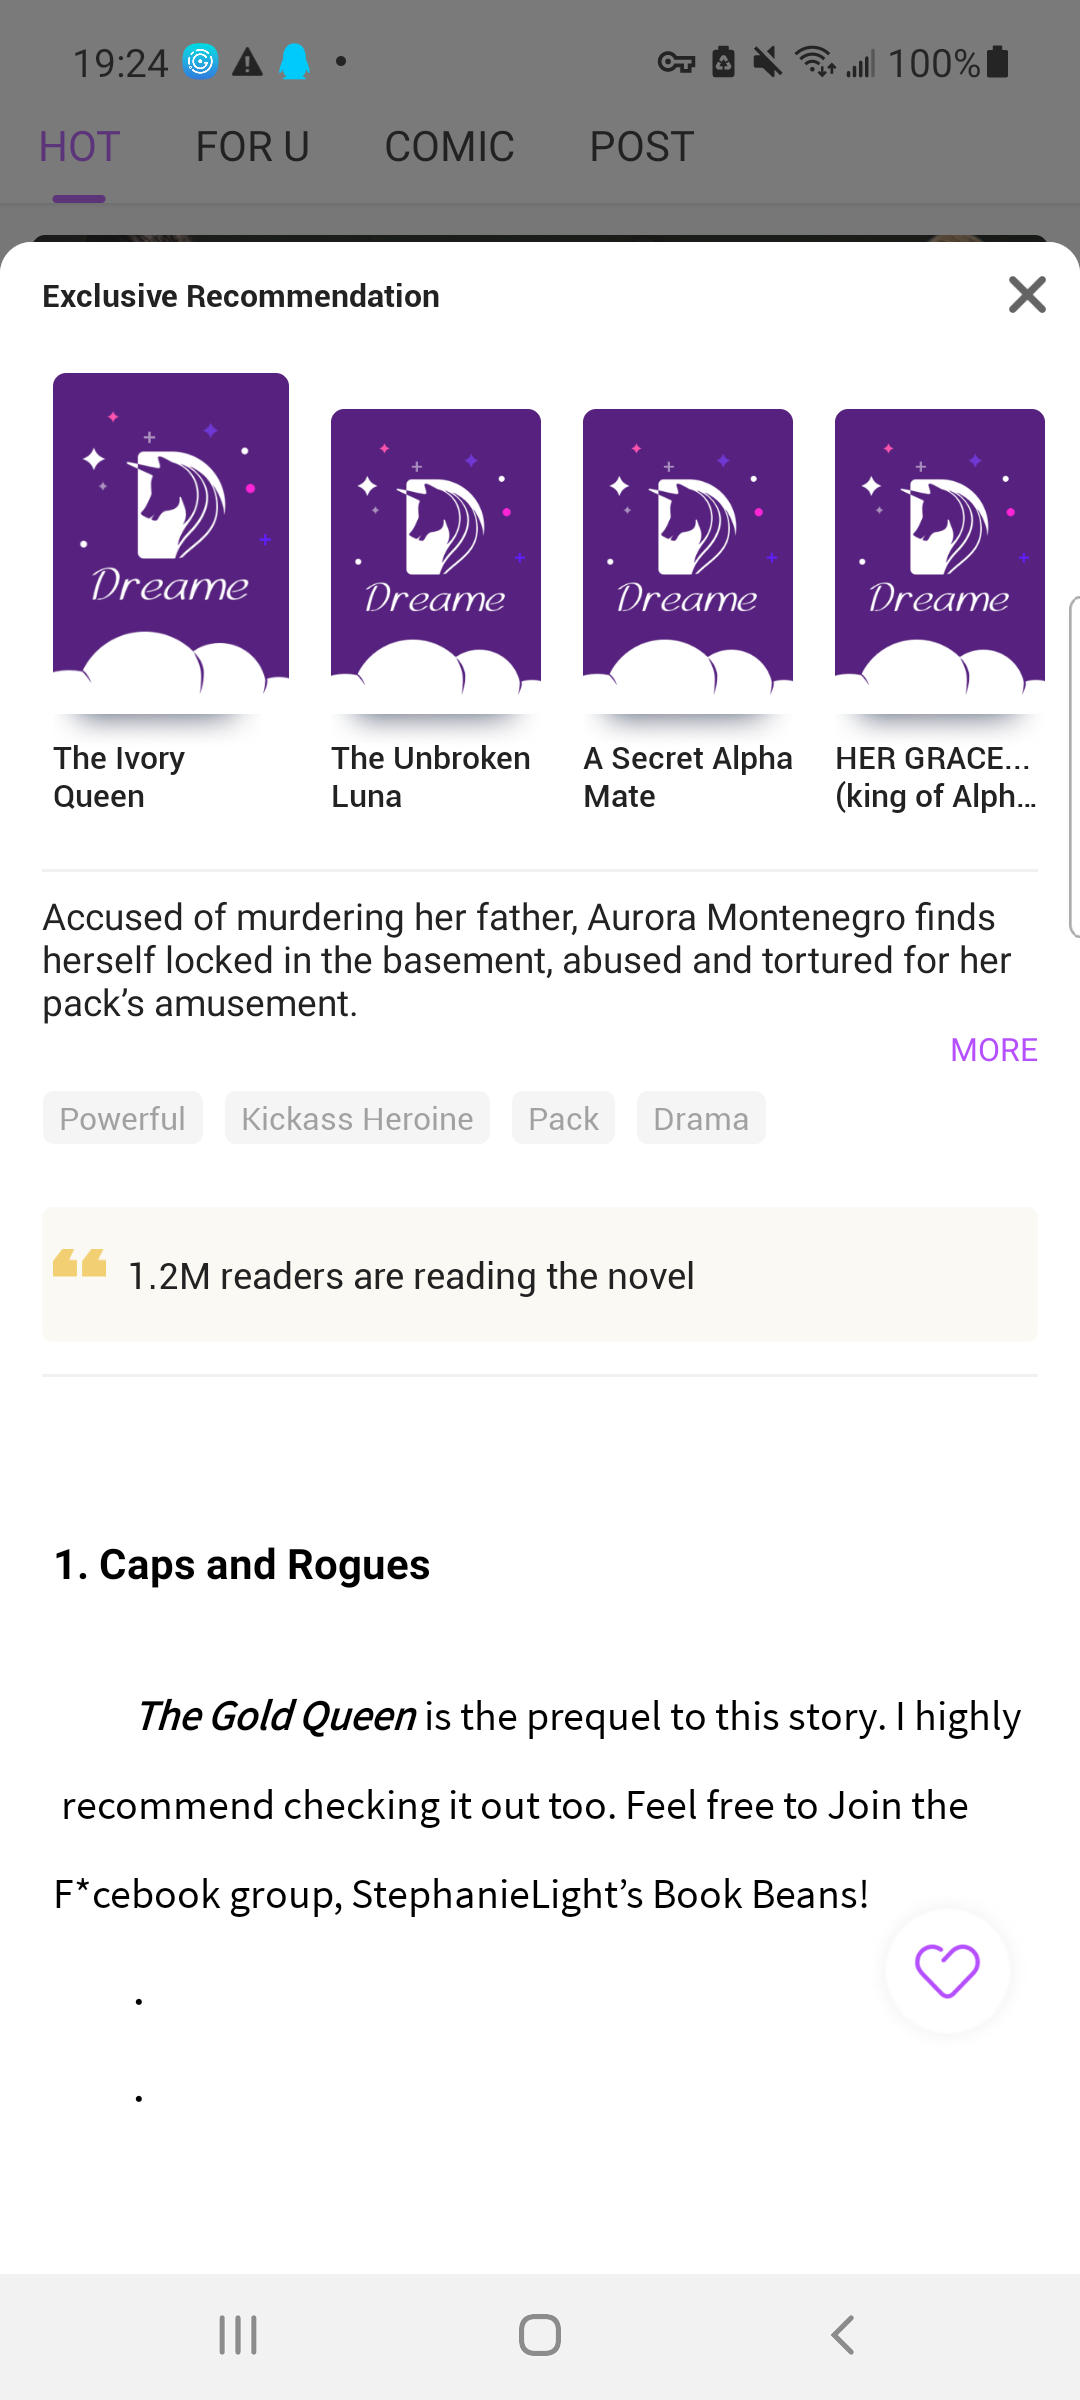 19:24
100%
HOT FOR U COMIC POST
Exclusive Recommendation
Dreame Dreame Dreame Dreame
The Ivory
Queen
The Unbroken
Luna
A Secret Alpha
Mate
HER GRACE...
(king of Alph...
Accused of murdering her father, Aurora Montenegro finds
herself locked in the basement, abused and tortured for her
pack’s amusement.
MORE
Powerful Kickass Heroine Pack Drama
1.2M readers are reading the novel
1. Caps and Rogues
The Gold Queen is the prequel to this story. I highly
recommend checking it out too. Feel free to Join the
F*cebook group, StephanieLight’s Book Beans!
.
.